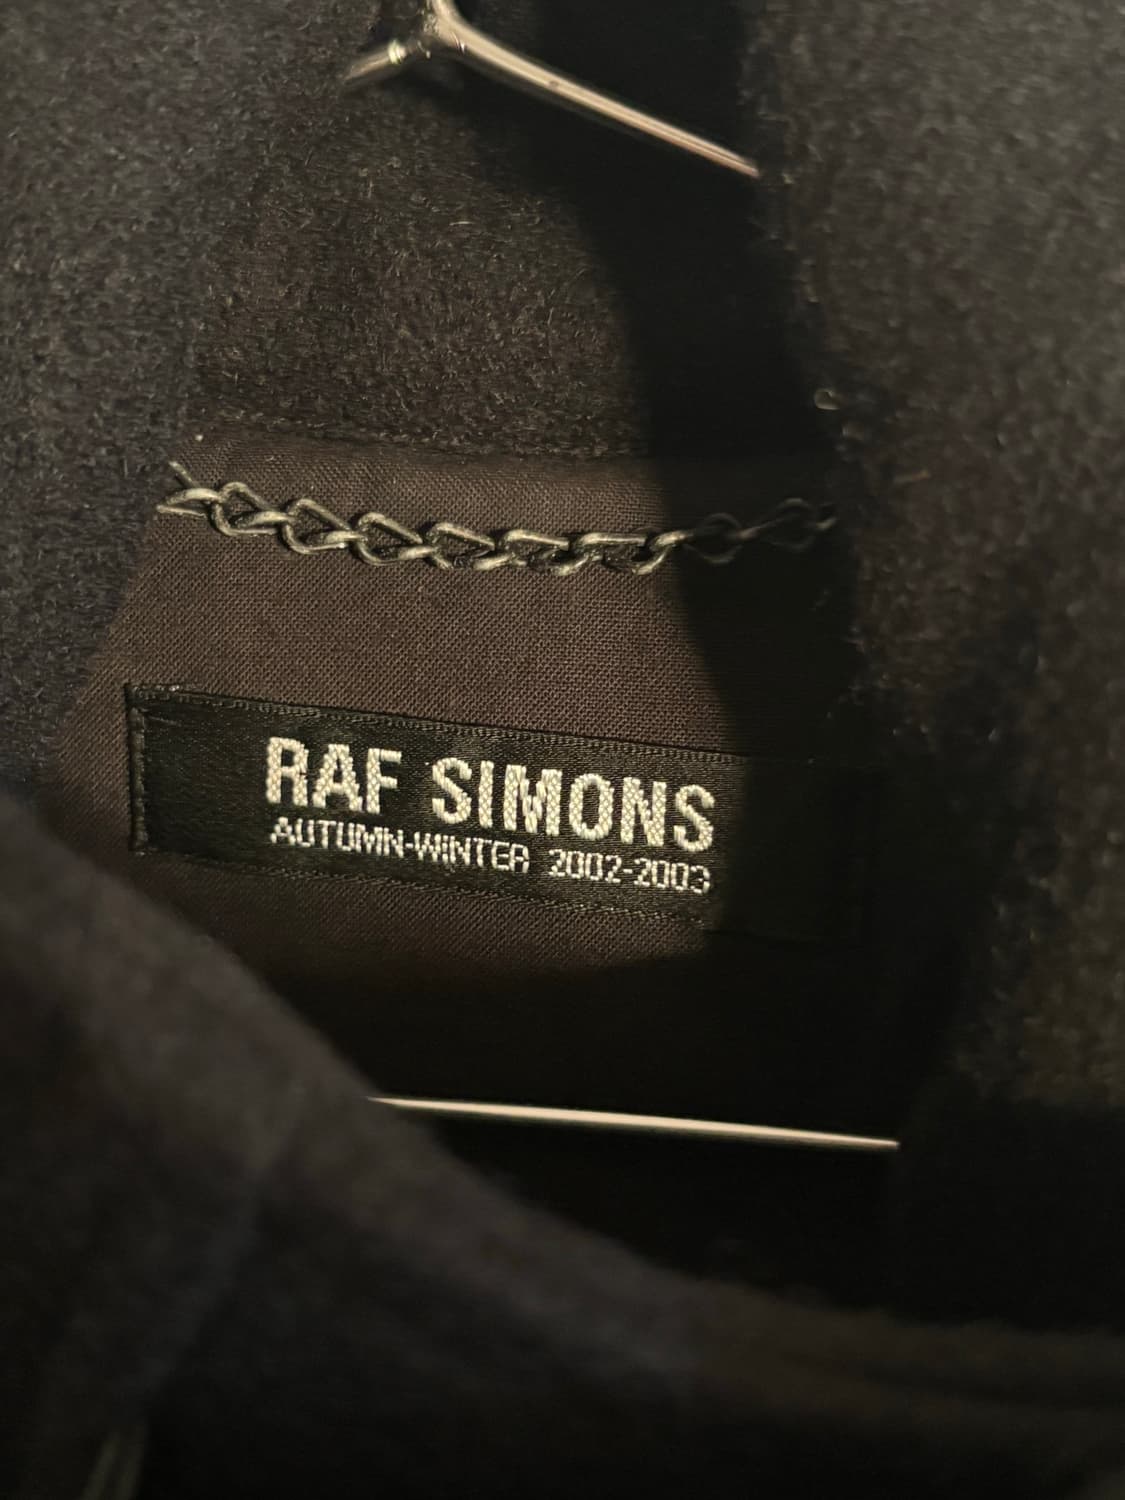 RAF SIMONS
AUTUMN-WINTER 2002-2003